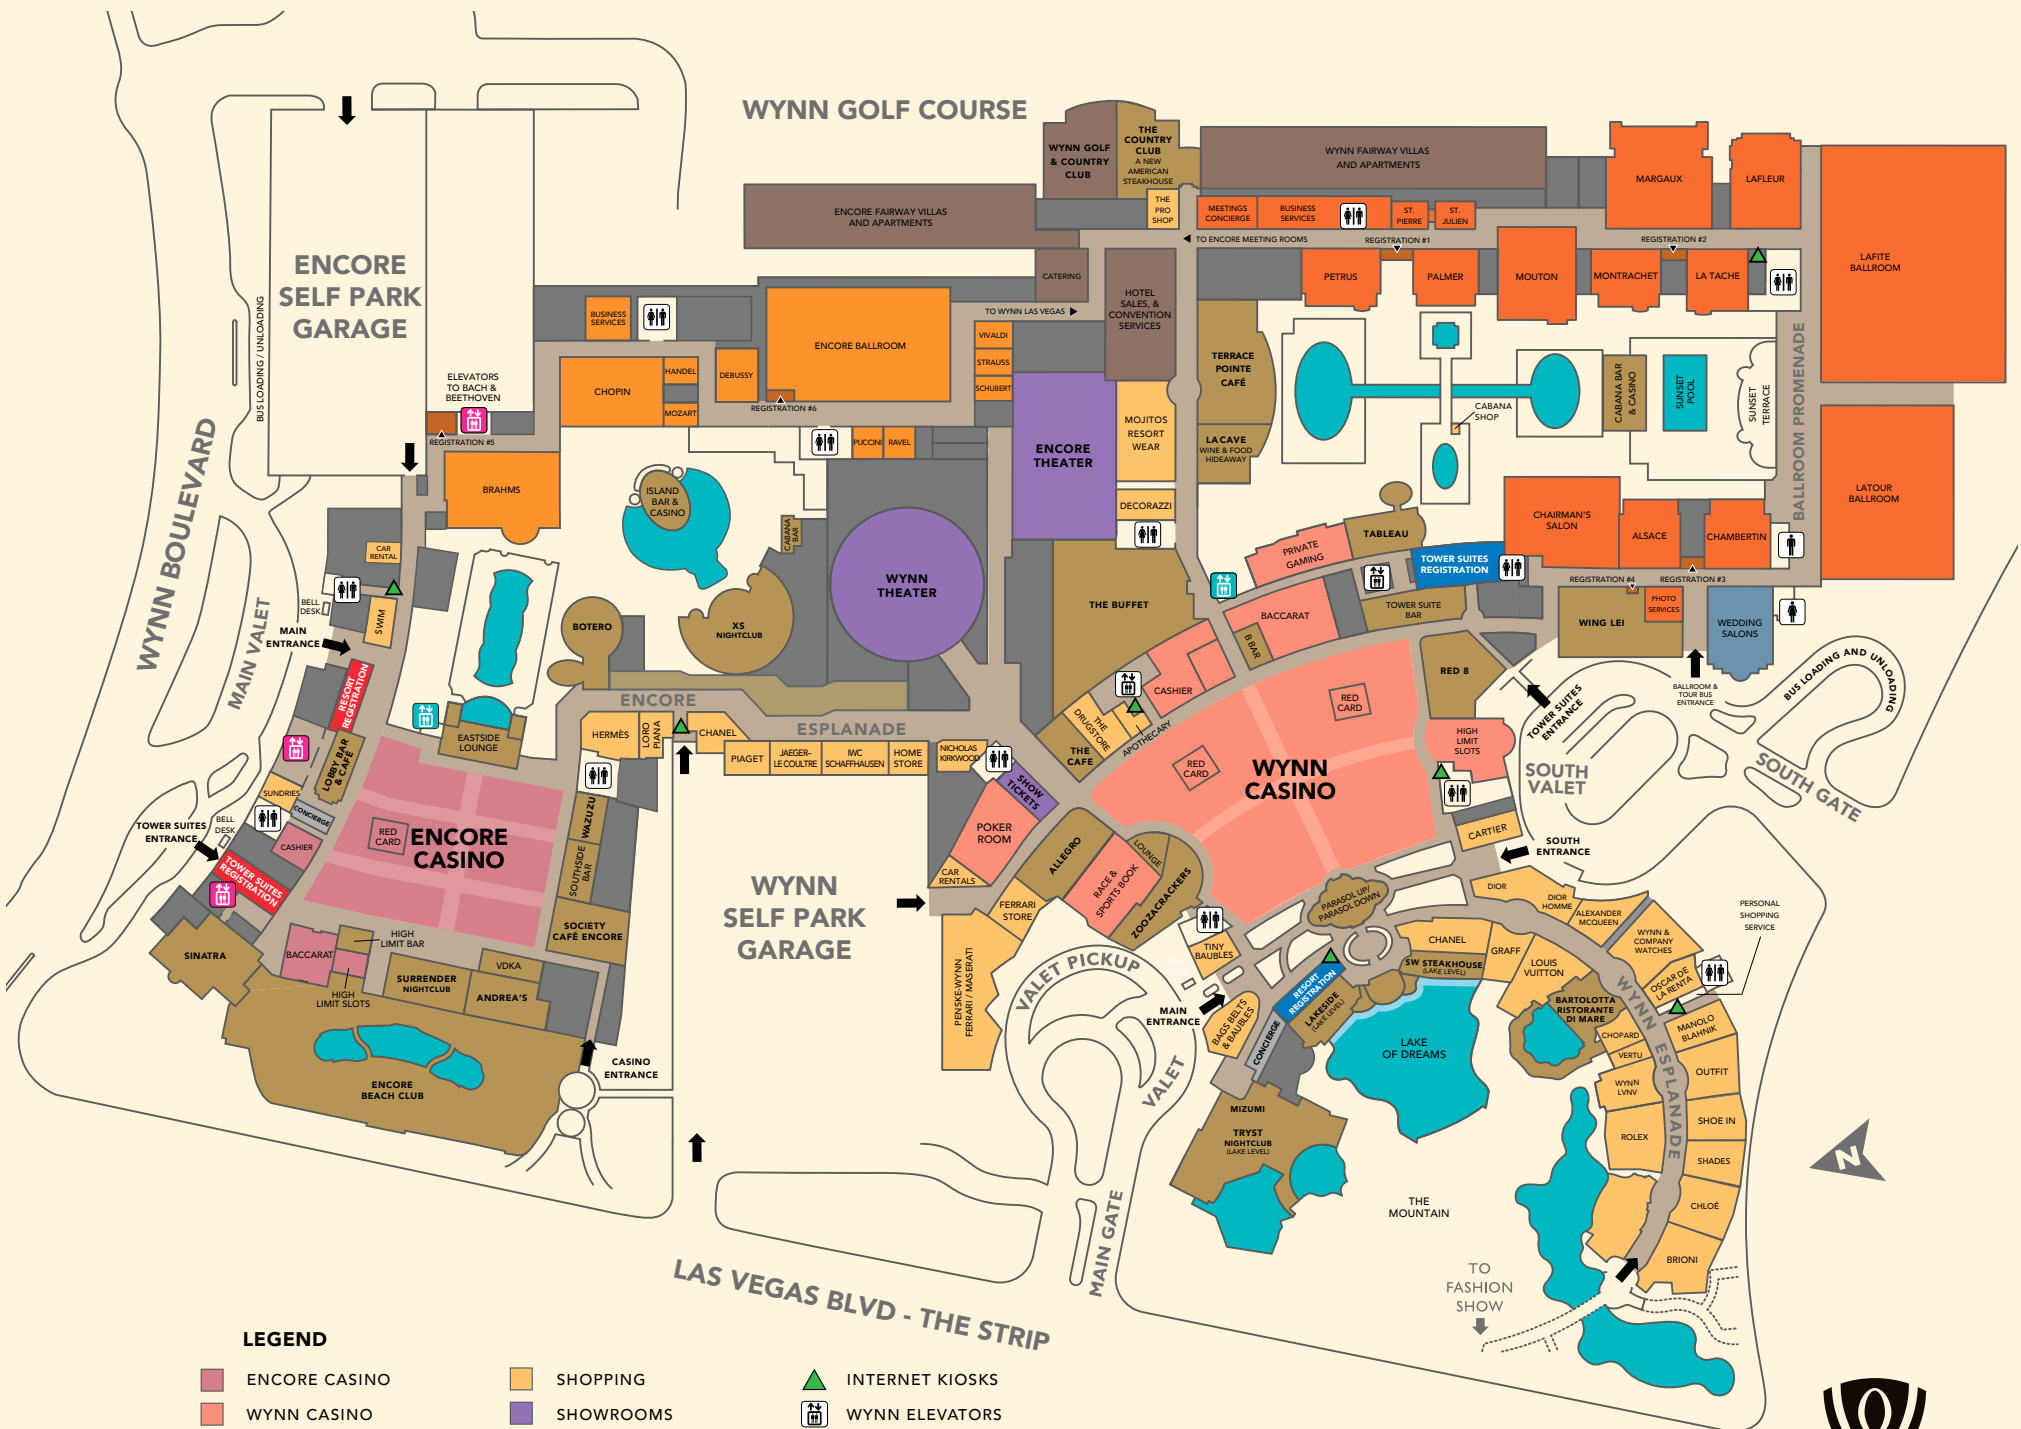 WYNN GOLF COURSE
WYNN GOLF
& COUNTRY
CLUB
THE
COUNTRY
CLUB
A NEW
AMERICAN
STEAKHOUSE
THE
PRO
SHOP
WYNN FAIRWAY VILLAS
AND APARTMENTS
MARGAUX
LAFLEUR
ENCORE FAIRWAY VILLAS
AND APARTMENTS
MEETINGS
CONCIERGE
BUSINESS
SERVICES
ST.
PIERRE
ST.
JULIEN
TO ENCORE MEETING ROOMS
REGISTRATION #1
REGISTRATION #2
LAFITE
BALLROOM
CATERING
PETRUS
PALMER
MOUTON
MONTRACHET
LA TACHE
ENCORE
SELF PARK
GARAGE
BUS LOADING / UNLOADING
HOTEL
SALES, &
CONVENTION
SERVICES
TO WYNN LAS VEGAS
BUSINESS
SERVICES
ENCORE BALLROOM
VIVALDI
STRAUSS
SCHUBERT
CHOPIN
HANDEL
MOZART
DEBUSSY
REGISTRATION #6
ELEVATORS
TO BACH &
BEETHOVEN
REGISTRATION #5
TERRACE
POINTE
CAFÉ
CABANA BAR
& CASINO
SUNSET
POOL
SUNSET
TERRACE
BALLROOM PROMENADE
CABANA
SHOP
MOJITOS
RESORT
WEAR
LA CAVE
WINE & FOOD
HIDEAWAY
ENCORE
THEATER
PUCCINI
RAVEL
BRAHMS
ISLAND
BAR &
CASINO
CABANA
BAR
DECORAZZI
LATOUR
BALLROOM
CHAIRMAN'S
SALON
ALSACE
CHAMBERTIN
TABLEAU
PRIVATE
GAMING
TOWER SUITES
REGISTRATION
REGISTRATION #4
REGISTRATION #3
WYNN BOULEVARD
CAR
RENTAL
BELL
DESK
SWIM
MAIN
ENTRANCE
MAIN VALET
WYNN
THEATER
THE BUFFET
BACCARAT
TOWER SUITE
BAR
B BAR
WING LEI
PHOTO
SERVICES
WEDDING
SALONS
BOTERO
XS
NIGHTCLUB
RED 8
BALLROOM &
TOUR BUS
ENTRANCE
BUS LOADING AND UNLOADING
RESORT
REGISTRATION
ENCORE
ESPLANADE
CASHIER
RED
CARD
TOWER SUITES
ENTRANCE
EASTSIDE
LOUNGE
HERMÈS
LORO
PIANA
CHANEL
PIAGET
JAEGER-
LE COULTRE
IWC
SCHAFFHAUSEN
HOME
STORE
NICHOLAS
KIRKWOOD
THE
DRUGSTORE
APOTHECARY
THE
CAFE
HIGH
LIMIT
SLOTS
LOBBY BAR
& CAFÉ
SHOW
TICKETS
RED
CARD
WYNN
CASINO
SOUTH
VALET
SOUTH GATE
SUNDRIES
CONCIERGE
BELL
DESK
TOWER SUITES
ENTRANCE
CASHIER
RED
CARD
ENCORE
CASINO
WAZUZU
SOUTHSIDE
BAR
POKER
ROOM
CAR
RENTALS
CARTIER
SOUTH
ENTRANCE
ALLEGRO
LOUNGE
RACE &
SPORTS BOOK
ZOOZACRACKERS
TOWER SUITES
REGISTRATION
WYNN
SELF PARK
GARAGE
FERRARI
STORE
PARASOL UP/
PARASOL DOWN
DIOR
DIOR
HOMME
ALEXANDER
MCQUEEN
PERSONAL
SHOPPING
SERVICE
SINATRA
BACCARAT
HIGH
LIMIT BAR
HIGH
LIMIT SLOTS
SOCIETY
CAFÉ ENCORE
VDKA
SURRENDER
NIGHTCLUB
ANDREA'S
PENSKE-WYNN
FERRARI / MASERATI
VALET PICKUP
TINY
BAUBLES
CHANEL
GRAFF
WYNN &
COMPANY
WATCHES
SW STEAKHOUSE
(LAKE LEVEL)
LOUIS
VUITTON
OSCAR DE
LA RENTA
RESORT
REGISTRATION
LAKESIDE
(LAKE LEVEL)
MAIN
ENTRANCE
BAGS BELTS
& BAUBLES
CONCIERGE
BARTOLOTTA
RISTORANTE
DI MARE
WYNN ESPLANADE
MANOLO
BLAHNIK
CHOPARD
VERTU
LAKE
OF DREAMS
OUTFIT
WYNN
LVNV
CASINO
ENTRANCE
ENCORE
BEACH CLUB
VALET
MIZUMI
TRYST
NIGHTCLUB
(LAKE LEVEL)
ROLEX
SHOE IN
SHADES
CHLOÉ
BRIONI
N
THE
MOUNTAIN
MAIN GATE
TO
FASHION
SHOW
LAS VEGAS BLVD - THE STRIP
LEGEND
ENCORE CASINO
SHOPPING
INTERNET KIOSKS
WYNN CASINO
SHOWROOMS
WYNN ELEVATORS